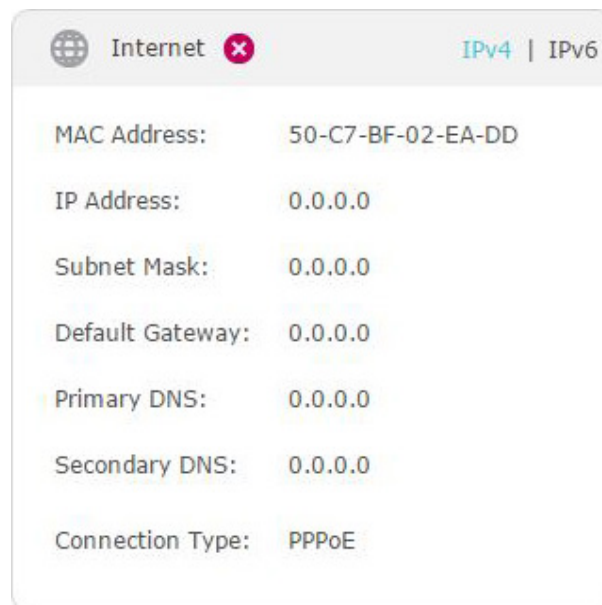 Internet IPv4 | IPv6
MAC Address: 50-C7-BF-02-EA-DD
IP Address: 0.0.0.0
Subnet Mask: 0.0.0.0
Default Gateway: 0.0.0.0
Primary DNS: 0.0.0.0
Secondary DNS: 0.0.0.0
Connection Type: PPPoE